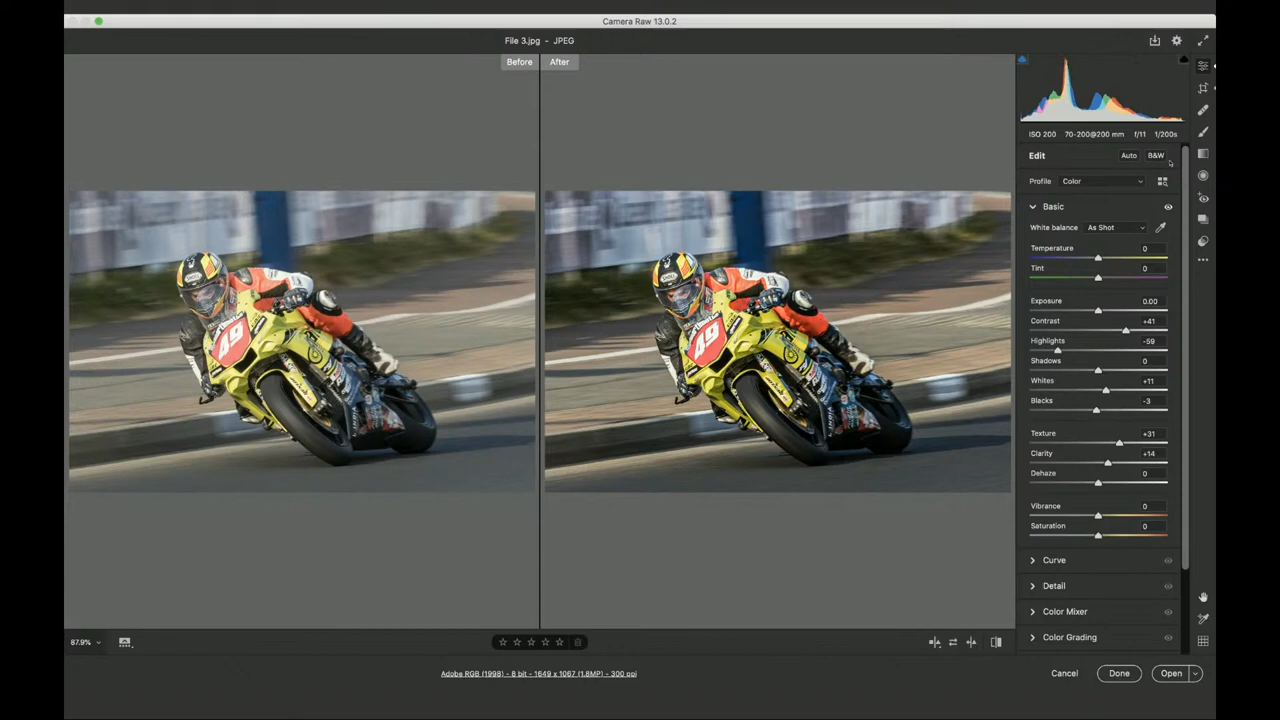 Camera Raw 13.0.2
File 3.jpg - JPEG
Before
After
ISO 200 70-200@200 mm f/11 1/200s
Edit Auto B&W
Profile Color
Basic
White balance As Shot
Temperature 0
Tint 0
Exposure 0.00
Contrast +41
Highlights -59
Shadows 0
Whites +11
Blacks -3
Texture +31
Clarity +14
Dehaze 0
Vibrance 0
Saturation 0
Curve
Detail
Color Mixer
Color Grading
49
49
87.9%
Adobe RGB (1998) - 8 bit - 1649 x 1067 (1.8MP) - 300 ppi
Cancel Done Open